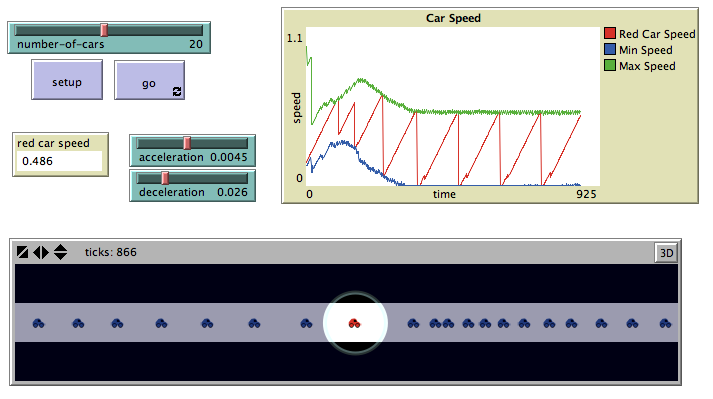 number-of-cars 20
setup
go
red car speed
0.486
acceleration 0.0045
deceleration 0.026
Car Speed
1.1
speed
0
0
time
925
Red Car Speed
Min Speed
Max Speed
ticks: 866
3D